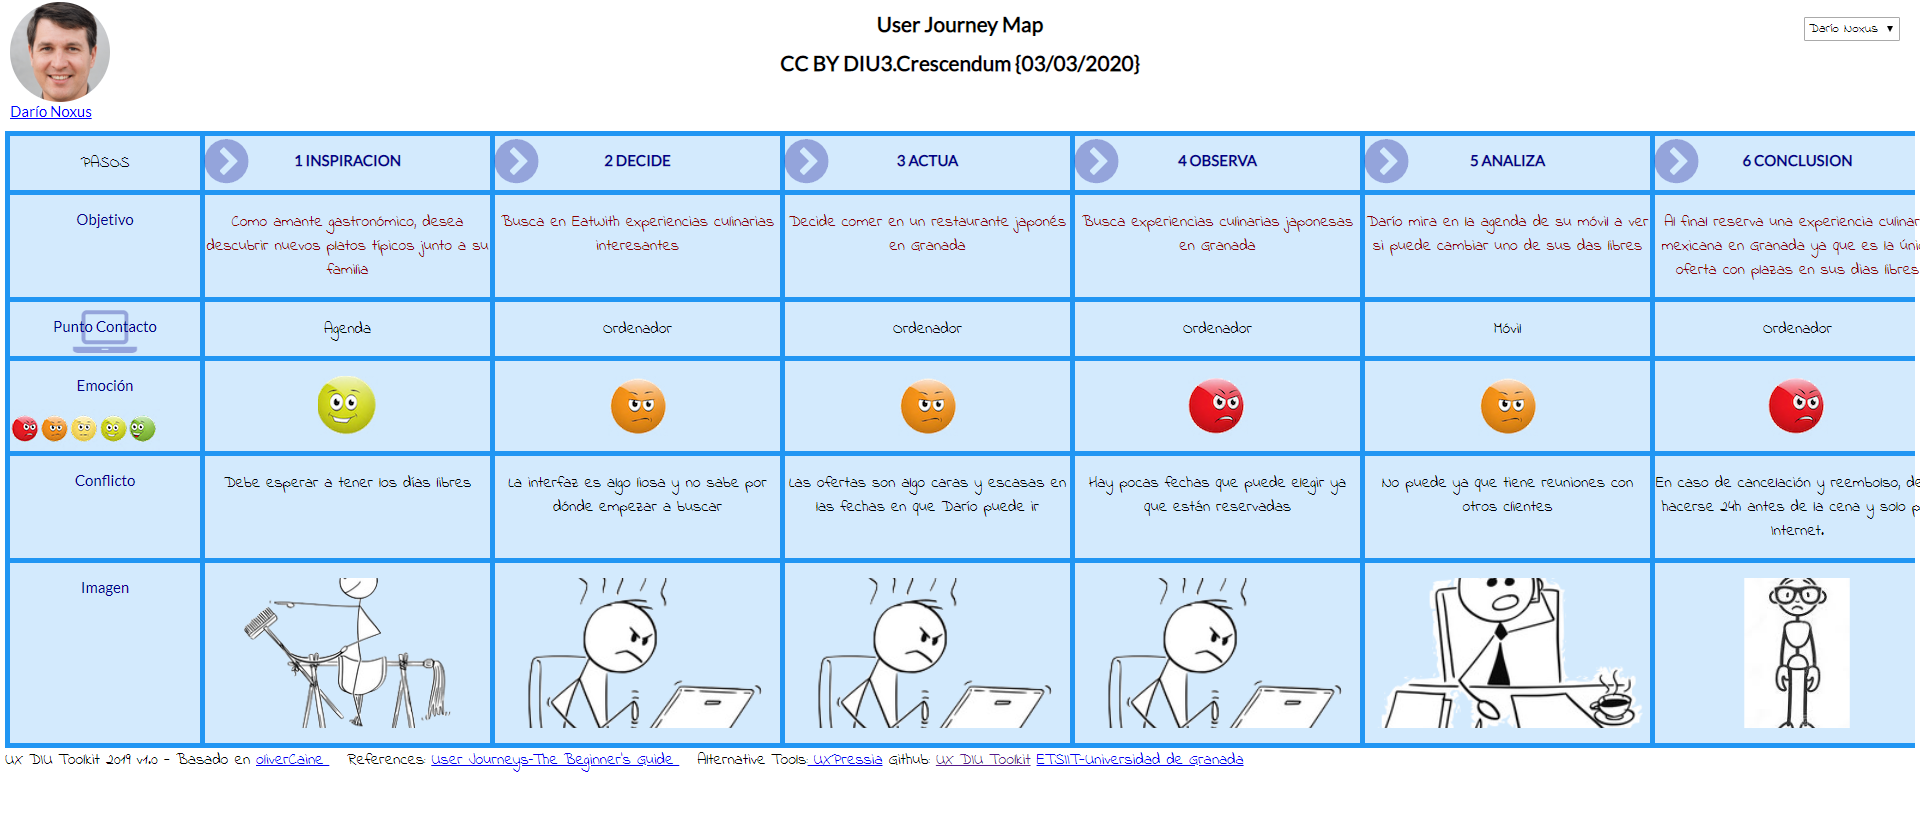 User Journey Map
CC BY DIU3.Crescendum {03/03/2020}
Darío Noxus ▼
Darío Noxus
PASOS
1 INSPIRACION
2 DECIDE
3 ACTUA
4 OBSERVA
5 ANALIZA
6 CONCLUSION
Objetivo
Como amante gastronómico, desea
descubrir nuevos platos típicos junto a su
familia
Busca en Eatwith experiencias culinarias
interesantes
Decide comer en un restaurante japonés
en Granada
Busca experiencias culinarias japonesas
en Granada
Darío mira en la agenda de su móvil a ver
si puede cambiar uno de sus das libres
Al final reserva una experiencia culinar
mexicana en Granada ya que es la úni
oferta con plazas en sus dias libres
Punto Contacto
Agenda
Ordenador
Ordenador
Ordenador
Móvil
Ordenador
Emoción
Conflicto
Debe esperar a tener los días libres
La interfaz es algo liosa y no sabe por
dónde empezar a buscar
Las ofertas son algo caras y escasas en
las fechas en que Darío puede ir
Hay pocas fechas que puede elegir ya
que están reservadas
No puede ya que tiene reuniones con
otros clientes
En caso de cancelación y reembolso, de
hacerse 24h antes de la cena y solo p
Internet.
Imagen
UX DIU Toolkit 2019 v1.0 - Basado en oliverCaine References: User Journeys-The Beginner's Guide Alternative Tools: UXPressia Github: UX DIU Toolkit ETSIIT-Universidad de Granada